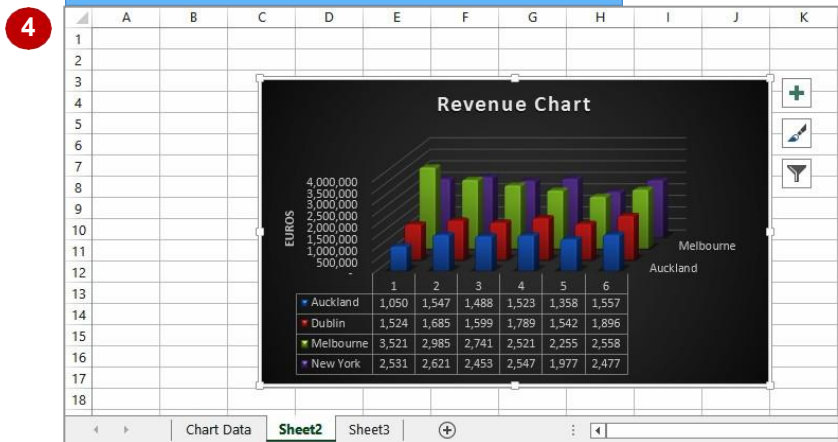 4
A B C D E F G H I J K
1
2
3
4
5
6
7
8
9
10
11
12
13
14
15
16
17
18
Revenue Chart
EUROS
4,000,000
3,500,000
3,000,000
2,500,000
2,000,000
1,500,000
1,000,000
500,000
-
Melbourne
Auckland
1 2 3 4 5 6
Auckland 1,050 1,547 1,488 1,523 1,358 1,557
Dublin 1,524 1,685 1,599 1,789 1,542 1,896
Melbourne 3,521 2,985 2,741 2,521 2,255 2,558
New York 2,531 2,621 2,453 2,547 1,977 2,477
Chart Data Sheet2 Sheet3